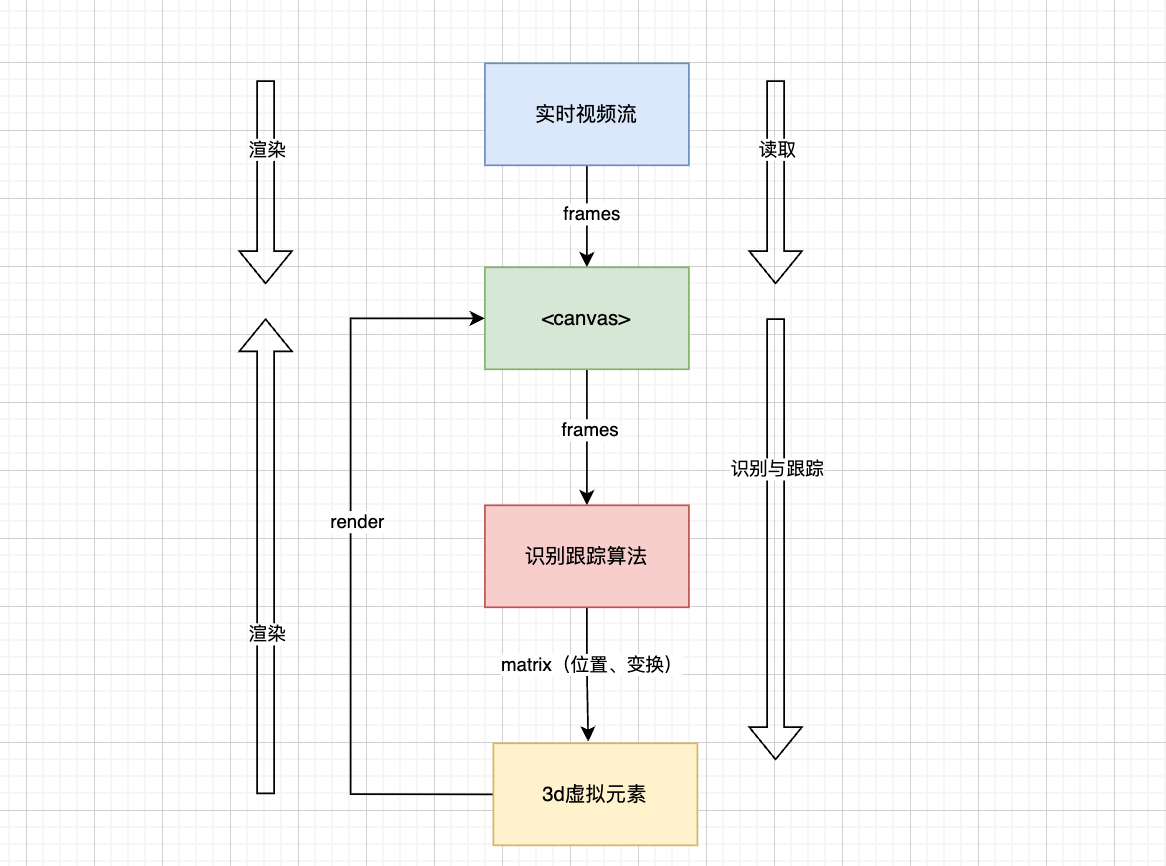 实时视频流
渲染
读取
frames
<canvas>
frames
识别与跟踪
render
识别跟踪算法
渲染
matrix（位置、变换）
3d虚拟元素